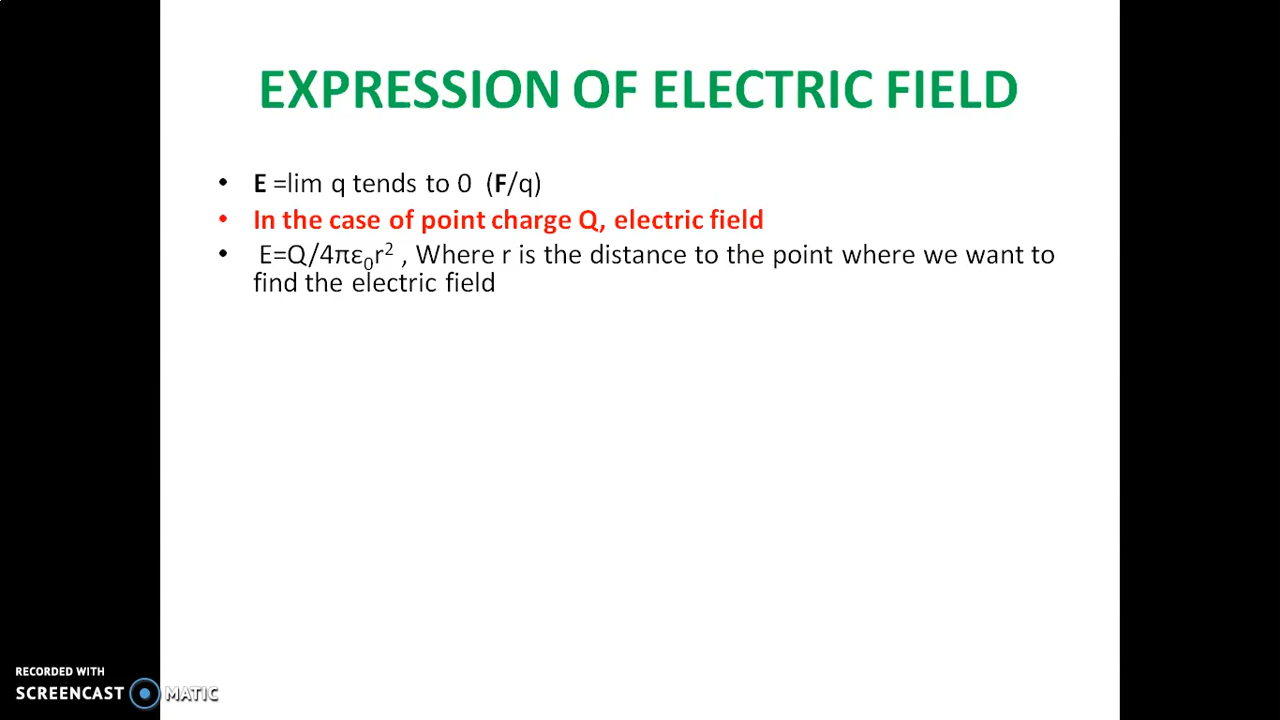 EXPRESSION OF ELECTRIC FIELD
• E =lim q tends to 0 (F/q)
• In the case of point charge Q, electric field
• E=Q/4πε₀r² , Where r is the distance to the point where we want to
find the electric field
RECORDED WITH
SCREENCAST MATIC